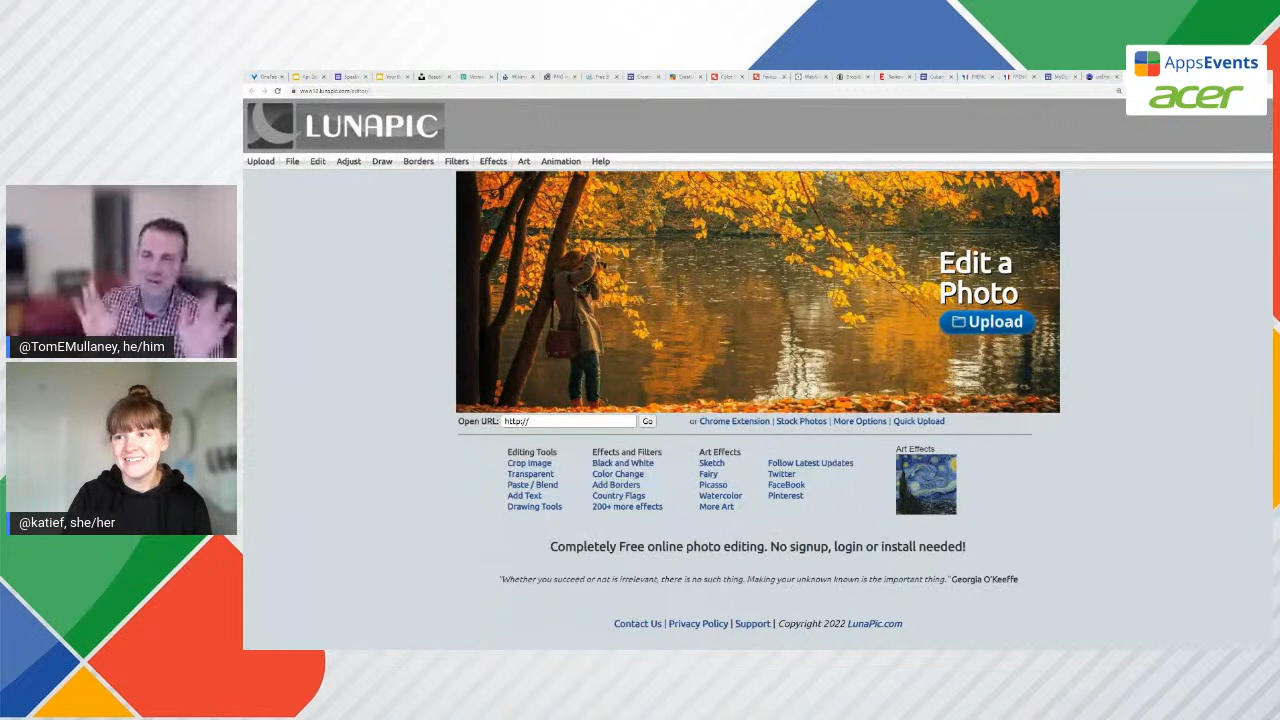 AppsEvents
acer
www12.lunapic.com/editor/
LUNAPIC
Upload File Edit Adjust Draw Borders Filters Effects Art Animation Help
Edit a
Photo
Upload
Open URL: http:// Go or Chrome Extension | Stock Photos | More Options | Quick Upload
Editing Tools
Crop Image
Transparent
Paste / Blend
Add Text
Drawing Tools
Effects and Filters
Black and White
Color Change
Add Borders
Country Flags
200+ more effects
Art Effects
Sketch
Fairy
Picasso
Watercolor
More Art
Follow Latest Updates
Twitter
FaceBook
Pinterest
Art Effects
Completely Free online photo editing. No signup, login or install needed!
"Whether you succeed or not is irrelevant, there is no such thing. Making your unknown known is the important thing." Georgia O'Keeffe
Contact Us | Privacy Policy | Support | Copyright 2022 LunaPic.com
@TomEMullaney, he/him
@katief, she/her